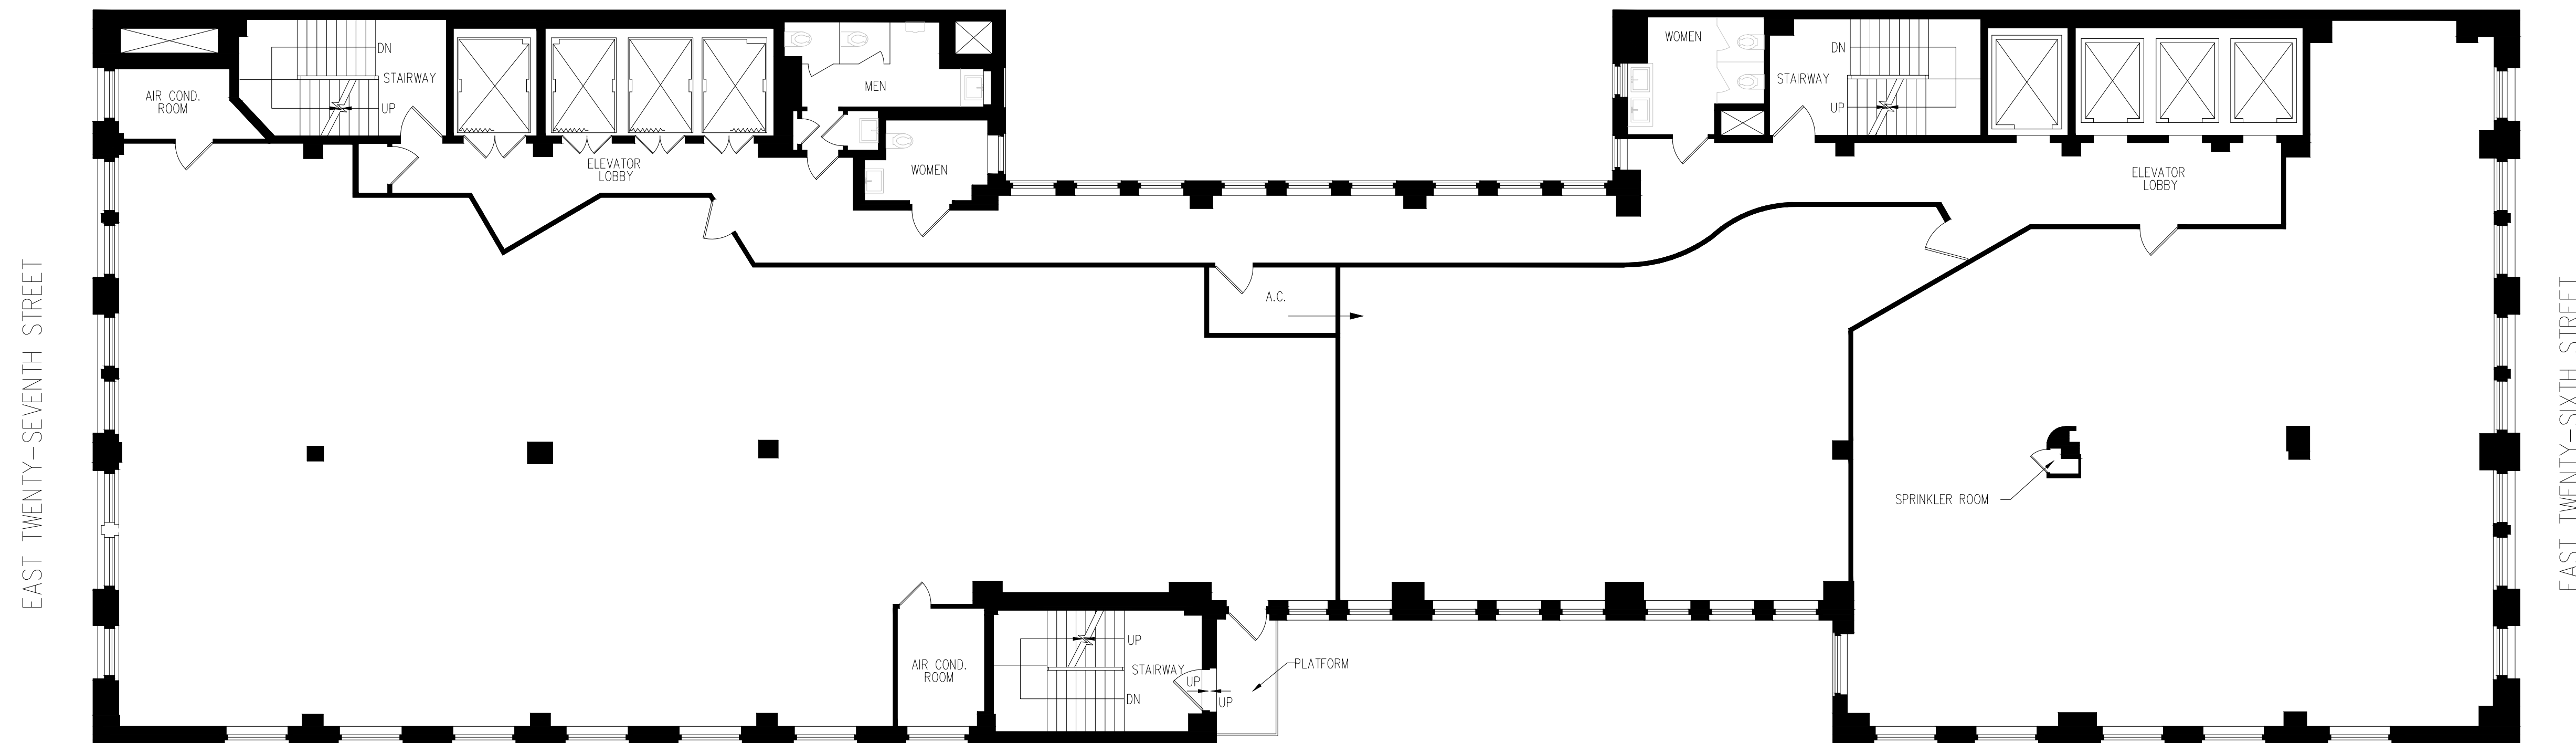 DN
STAIRWAY
UP
AIR COND.
ROOM
ELEVATOR
LOBBY
MEN
WOMEN
WOMEN
DN
STAIRWAY
UP
ELEVATOR
LOBBY
EAST TWENTY-SEVENTH STREET
A.C.
EAST TWENTY-SIXTH STREET
SPRINKLER ROOM
AIR COND.
ROOM
UP
STAIRWAY
DN
UP
UP
PLATFORM